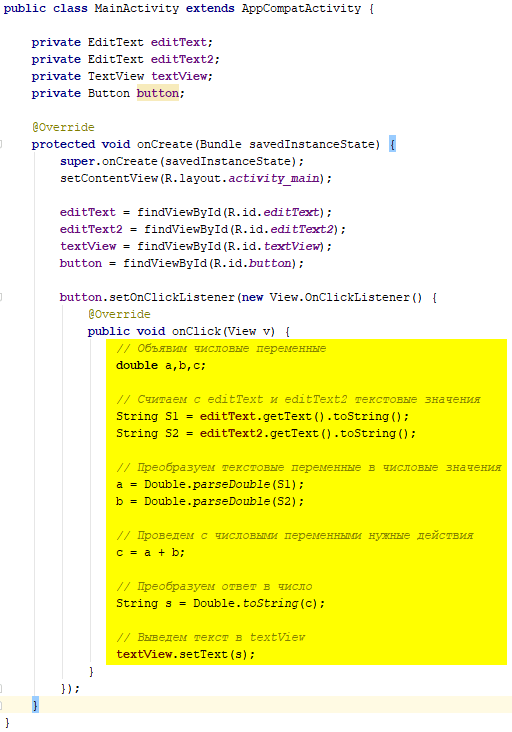 public class MainActivity extends AppCompatActivity {
private EditText editText;
private EditText editText2;
private TextView textView;
private Button button;
@Override
protected void onCreate(Bundle savedInstanceState) {
super.onCreate(savedInstanceState);
setContentView(R.layout.activity_main);
editText = findViewById(R.id.editText);
editText2 = findViewById(R.id.editText2);
textView = findViewById(R.id.textView);
button = findViewById(R.id.button);
button.setOnClickListener(new View.OnClickListener() {
@Override
public void onClick(View v) {
// Объявим числовые переменные
double a,b,c;
// Считаем с editText и editText2 текстовые значения
String S1 = editText.getText().toString();
String S2 = editText2.getText().toString();
// Преобразуем текстовые переменные в числовые значения
a = Double.parseDouble(S1);
b = Double.parseDouble(S2);
// Проведем с числовыми переменными нужные действия
c = a + b;
// Преобразуем ответ в число
String s = Double.toString(c);
// Выведем текст в textView
textView.setText(s);
}
});
}
}